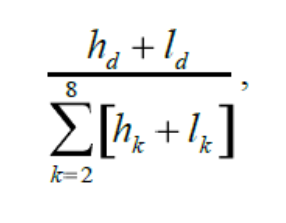 h_d + l_d
8
∑[h_k + l_k]
k=2
,